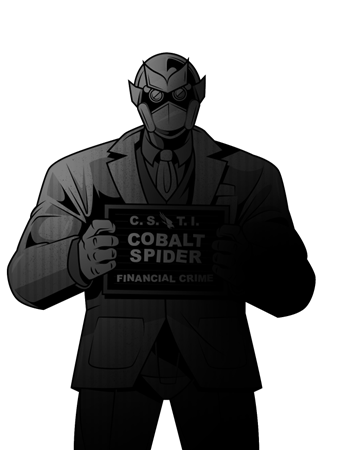 C. S. T. I.
COBALT
SPIDER
FINANCIAL CRIME